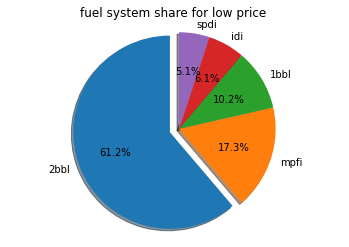 fuel system share for low price
spdi
idi
1bbl
mpfi
2bbl
5.1%
6.1%
10.2%
17.3%
61.2%